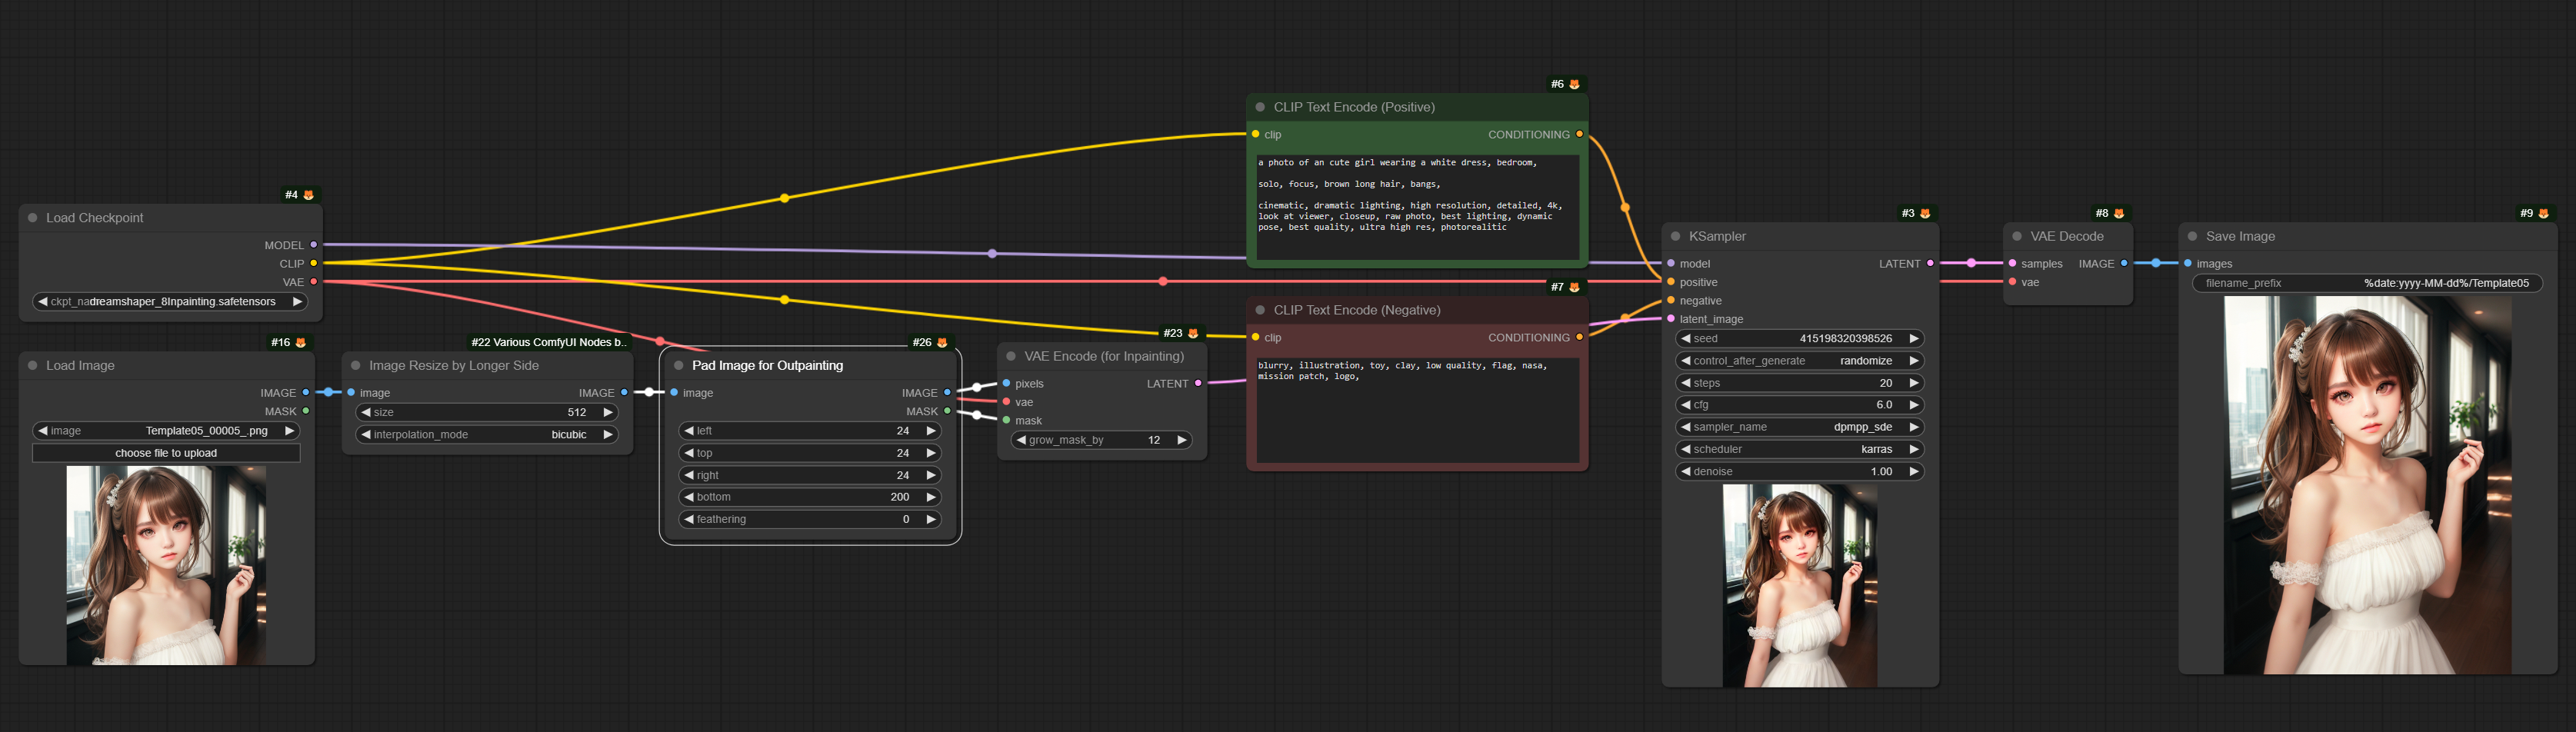 #4
Load Checkpoint
MODEL
CLIP
VAE
ckpt_nadreamshaper_8Inpainting.safetensors
#16
Load Image
IMAGE
MASK
image Template05_00005_.png
choose file to upload
#22 Various ComfyUI Nodes b..
Image Resize by Longer Side
image IMAGE
size 512
interpolation_mode bicubic
#26
Pad Image for Outpainting
image IMAGE
MASK
left 24
top 24
right 24
bottom 200
feathering 0
#23
VAE Encode (for Inpainting)
pixels LATENT
vae
mask
grow_mask_by 12
#6
CLIP Text Encode (Positive)
clip CONDITIONING
a photo of an cute girl wearing a white dress, bedroom,
solo, focus, brown long hair, bangs,
cinematic, dramatic lighting, high resolution, detailed, 4k,
look at viewer, closeup, raw photo, best lighting, dynamic
pose, best quality, ultra high res, photorealitic
#7
CLIP Text Encode (Negative)
clip CONDITIONING
blurry, illustration, toy, clay, low quality, flag, nasa,
mission patch, logo,
#3
KSampler
model LATENT
positive
negative
latent_image
seed 415198320398526
control_after_generate randomize
steps 20
cfg 6.0
sampler_name dpmpp_sde
scheduler karras
denoise 1.00
#8
VAE Decode
samples IMAGE
vae
#9
Save Image
images
filename_prefix %date:yyyy-MM-dd%/Template05